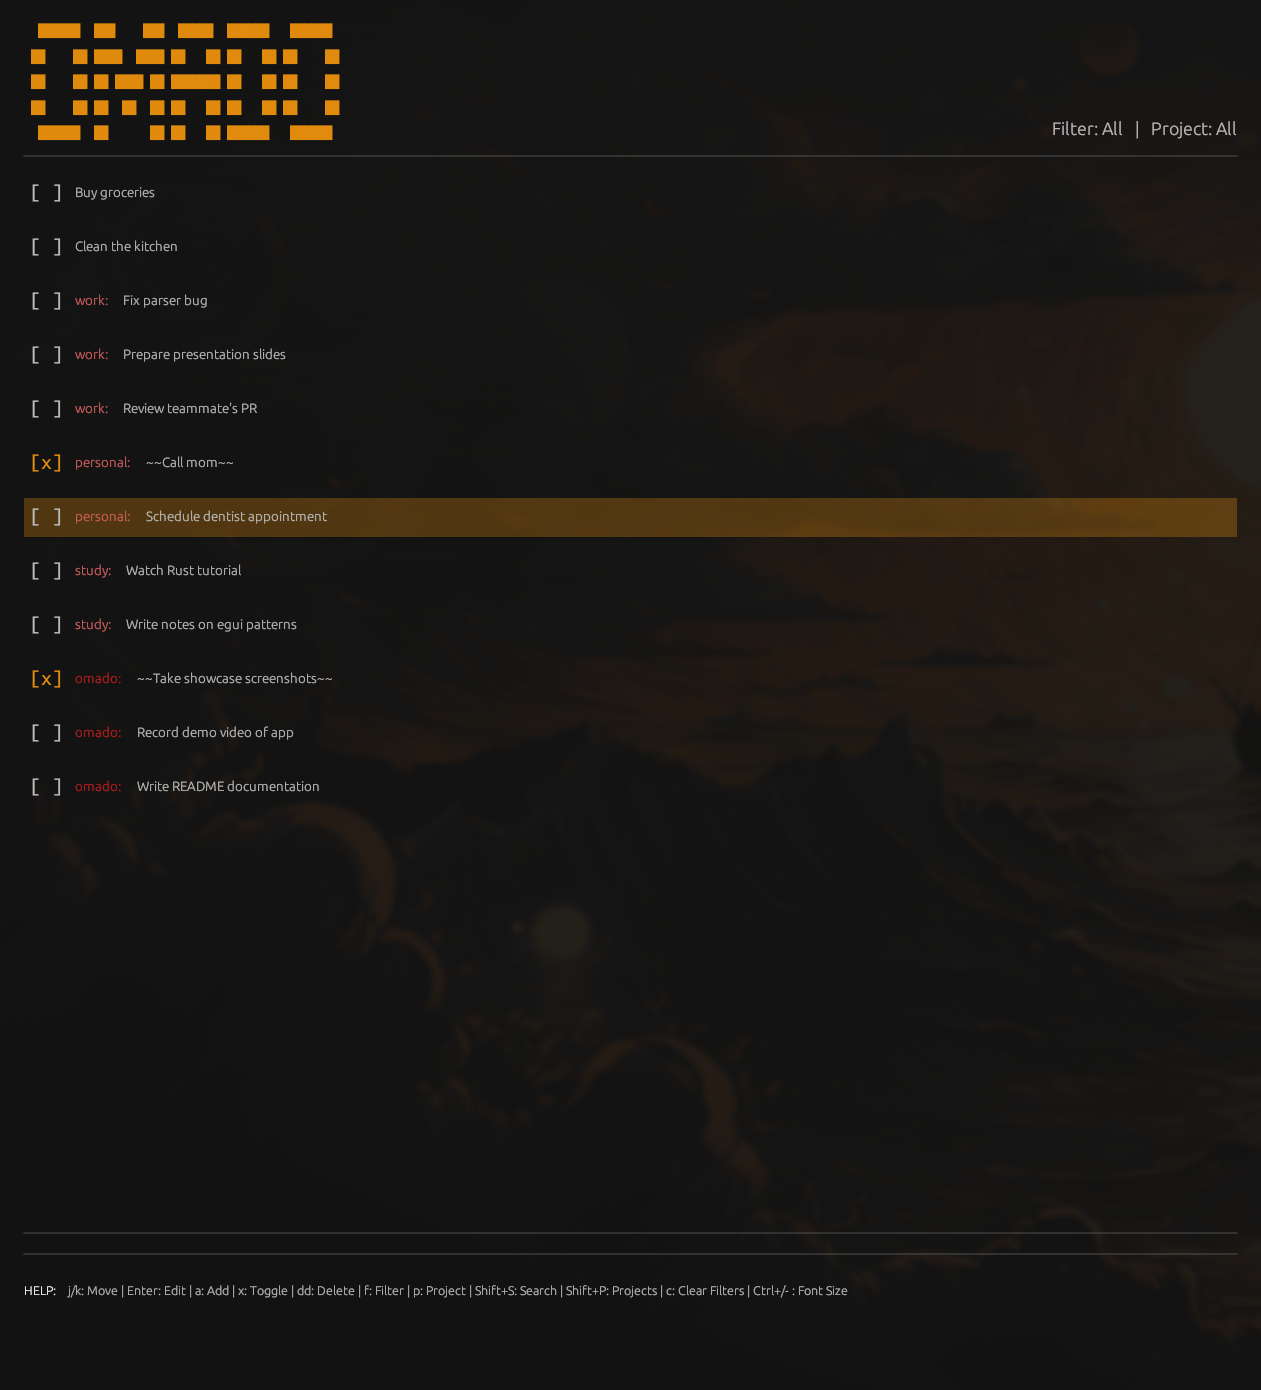 OMADO
Filter: All | Project: All
[ ] Buy groceries
[ ] Clean the kitchen
[ ] work: Fix parser bug
[ ] work: Prepare presentation slides
[ ] work: Review teammate's PR
[x] personal: ~~Call mom~~
[ ] personal: Schedule dentist appointment
[ ] study: Watch Rust tutorial
[ ] study: Write notes on egui patterns
[x] omado: ~~Take showcase screenshots~~
[ ] omado: Record demo video of app
[ ] omado: Write README documentation
HELP: j/k: Move | Enter: Edit | a: Add | x: Toggle | dd: Delete | f: Filter | p: Project | Shift+S: Search | Shift+P: Projects | c: Clear Filters | Ctrl+/- : Font Size